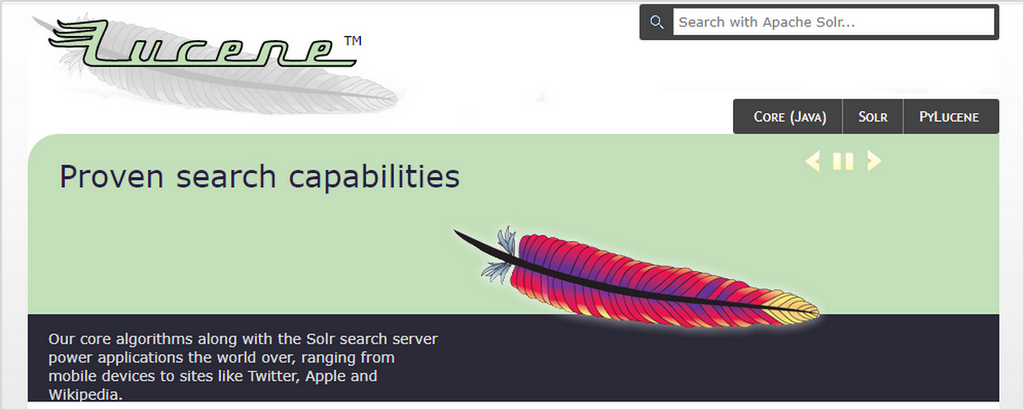 Lucene™
Search with Apache Solr...
Core (Java) Solr PyLucene
Proven search capabilities
Our core algorithms along with the Solr search server
power applications the world over, ranging from
mobile devices to sites like Twitter, Apple and
Wikipedia.